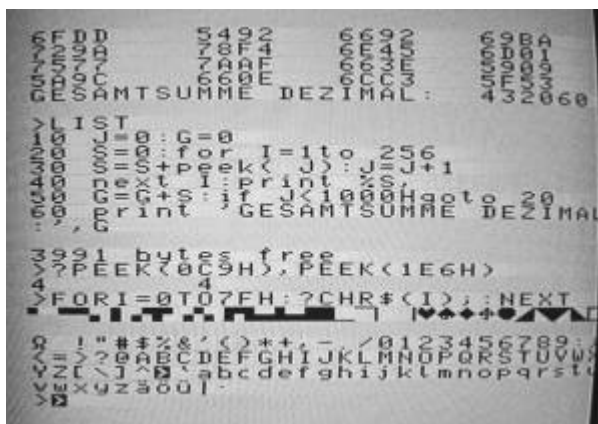 6FDD 5492 6692 69BA
729A 78F4 6E45 6D01
7577 7AAF 663E 5909
5A9C 660E 6CC3 5F53
GESAMTSUMME DEZIMAL: 432060
>LIST
10 J=0:G=0
20 S=0:for I=1to 256
30 S=S+peek( J):J=J+1
40 next I:print %S,
50 G=G+S:if J<1000Hgoto 20
60 print 'GESAMTSUMME DEZIMAL
:',G
3991 bytes free
>?PEEK(0C9H),PEEK(1E6H)
4 4
>FORI=0TO7FH:?CHR$(I);:NEXT
Ω !"#$%&'()*+,-./0123456789:
<=>?@ABCDEFGHIJKLMNOPQRSTUVWX
YZ[\]^ `abcdefghijklmnopqrstu
vwxyzäöü|
>